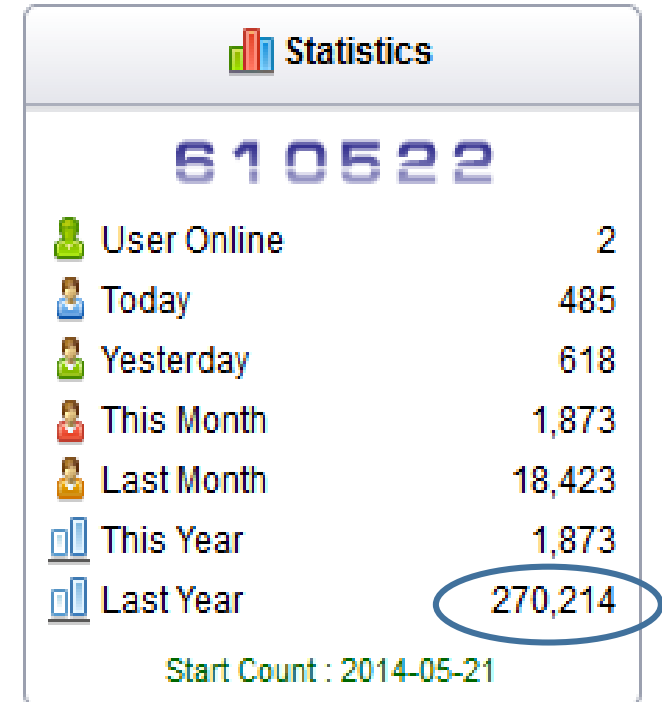 Statistics
610522
User Online 2
Today 485
Yesterday 618
This Month 1,873
Last Month 18,423
This Year 1,873
Last Year 270,214
Start Count : 2014-05-21